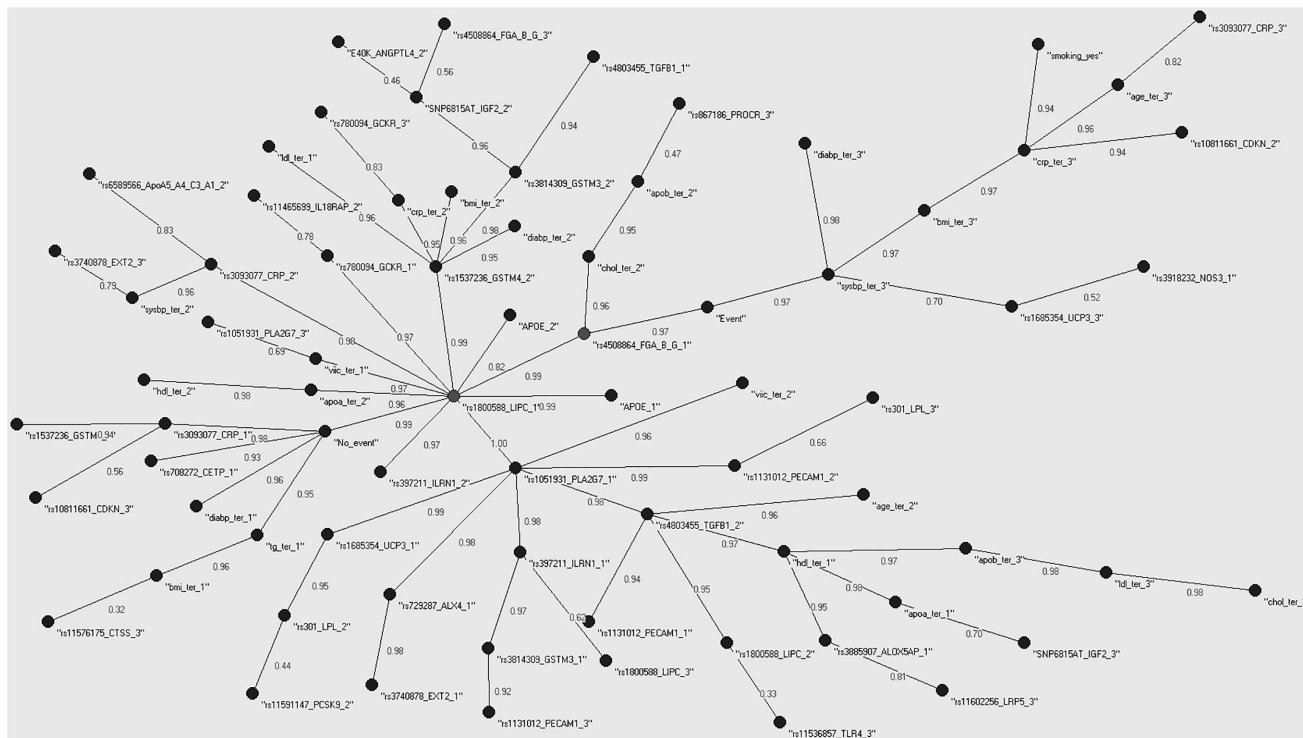 "rs3093077_CRP_3"
"rs4508864_FGA_B_G_3"
"E40K_ANGPTL4_2"
"smoking_yes"
0.82
0.56
"rs4803455_TGFB1_1"
0.46
"age_ter_3"
"SNP6815AT_IGF2_2"
0.94
"rs867186_PROCR_3"
"rs780094_GCKR_3"
0.94
0.96
"rs10811661_CDKN_2"
0.94
"diabp_ter_3"
"ldl_ter_1"
0.96
0.47
"crp_ter_3"
0.83
"rs6589566_ApoA5_A4_C3_A1_2"
"rs3814309_GSTM3_2"
0.97
"apob_ter_2"
"bmi_ter_2"
"rs11465699_IL18RAP_2"
"crp_ter_2"
0.96
0.98
"bmi_ter_3"
0.83
0.78
0.98
"diabp_ter_2"
0.95
0.96
0.95
0.95
0.97
"rs3740878_EXT2_3"
"rs780094_GCKR_1"
"chol_ter_2"
"rs3093077_CRP_2"
"rs1537236_GSTM4_2"
"rs3918232_NOS3_1"
"sysbp_ter_3"
0.79
0.96
0.70
0.52
"sysbp_ter_2"
0.96
0.97
"Event"
"rs1685354_UCP3_3"
"APOE_2"
"rs1051931_PLA2G7_3"
0.98
0.97
0.99
0.97
"rs4508864_FGA_B_G_1"
0.69
"viic_ter_1"
0.82
0.99
"hdl_ter_2"
0.98
"apoa_ter_2"
0.97
0.96
"rs1800588_LIPC_1"
0.99
"APOE_1"
"viic_ter_2"
"rs301_LPL_3"
0.99
"rs1537236_GSTM
0.94"
"rs3093077_CRP_1"
0.98
"No_event"
0.97
1.00
0.96
0.66
0.93
"rs708272_CETP_1"
0.56
0.96
0.95
"rs397211_ILRN1_2"
"rs1051931_PLA2G7_1"
0.99
"rs1131012_PECAM1_2"
"rs10811661_CDKN_3"
"diabp_ter_1"
0.99
0.98
0.98
0.98
"rs4803455_TGFB1_2"
0.96
"age_ter_2"
"tg_ter_1"
"rs1685354_UCP3_1"
0.97
"rs397211_ILRN1_1"
"hdl_ter_1"
0.97
"apob_ter_3"
0.96
"bmi_ter_1"
0.95
0.94
0.95
0.98
0.98
"ldl_ter_3"
0.98
0.32
"rs729287_ALX4_1"
0.97
0.62
0.95
"apoa_ter_1"
"chol_ter_
"rs11576175_CTSS_3"
"rs301_LPL_2"
"rs1131012_PECAM1_1"
0.70
0.98
"rs3814309_GSTM3_1"
"rs1800588_LIPC_2"
"rs3885907_ALOX5AP_1"
"SNP6815AT_IGF2_3"
0.44
"rs1800588_LIPC_3"
0.81
0.92
0.33
"rs3740878_EXT2_1"
"rs11591147_PCSK9_2"
"rs11602256_LRP5_3"
"rs1131012_PECAM1_3"
"rs11536857_TLR4_3"